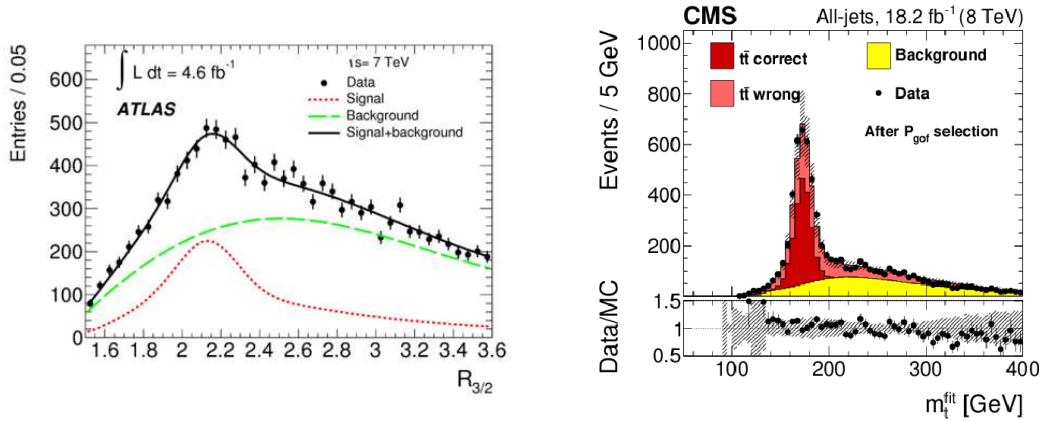 Entries / 0.05
600
500
400
300
200
100
0
∫ L dt = 4.6 fb⁻¹
ATLAS
√s= 7 TeV
Data
Signal
Background
Signal+background
1.6 1.8 2 2.2 2.4 2.6 2.8 3 3.2 3.4 3.6
R3/2
CMS All-jets, 18.2 fb⁻¹ (8 TeV)
Events / 5 GeV
1000
800
600
400
200
tt̄ correct
tt̄ wrong
Background
Data
After Pgof selection
Data/MC
1.5
1
0.5
100 200 300 400
mₜᶠⁱᵗ [GeV]